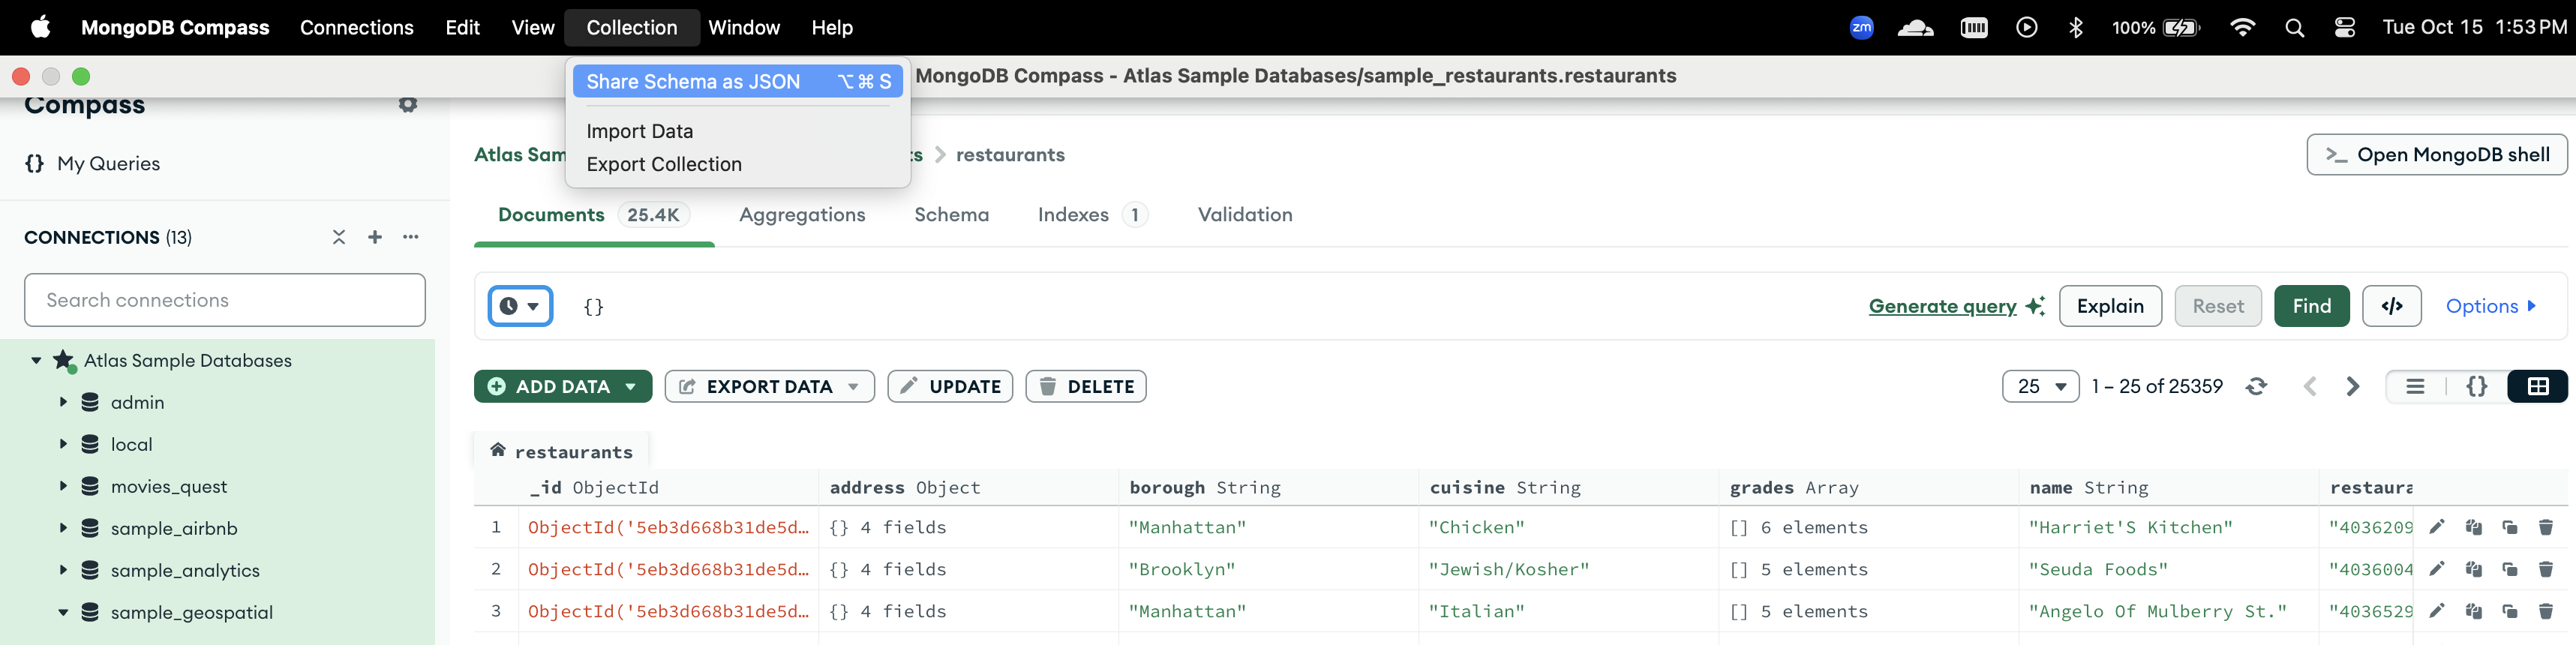 MongoDB Compass Connections Edit View Collection Window Help zm 100% Tue Oct 15 1:53 PM
MongoDB Compass - Atlas Sample Databases/sample_restaurants.restaurants
Share Schema as JSON ⌥⌘ S
Import Data
Export Collection
Compass
{} My Queries
CONNECTIONS (13)
Search connections
Atlas Sample Databases
admin
local
movies_quest
sample_airbnb
sample_analytics
sample_geospatial
Atlas Sam ts > restaurants
>_ Open MongoDB shell
Documents 25.4K Aggregations Schema Indexes 1 Validation
{} Generate query Explain Reset Find </> Options
ADD DATA EXPORT DATA UPDATE DELETE 25 1 – 25 of 25359 {}
restaurants
_id ObjectId address Object borough String cuisine String grades Array name String restaura
1 ObjectId('5eb3d668b31de5d… {} 4 fields "Manhattan" "Chicken" [] 6 elements "Harriet'S Kitchen" "4036209
2 ObjectId('5eb3d668b31de5d… {} 4 fields "Brooklyn" "Jewish/Kosher" [] 5 elements "Seuda Foods" "4036004
3 ObjectId('5eb3d668b31de5d… {} 4 fields "Manhattan" "Italian" [] 5 elements "Angelo Of Mulberry St." "4036529